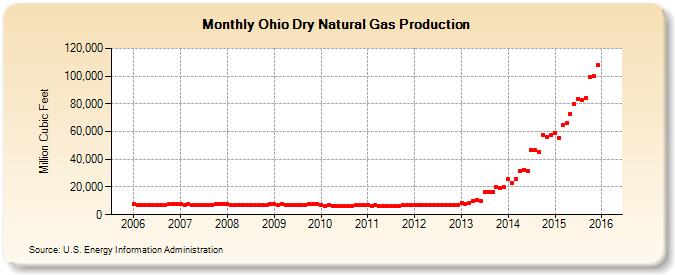 Monthly Ohio Dry Natural Gas Production
Million Cubic Feet
120,000
100,000
80,000
60,000
40,000
20,000
0
2006 2007 2008 2009 2010 2011 2012 2013 2014 2015 2016
Source: U.S. Energy Information Administration